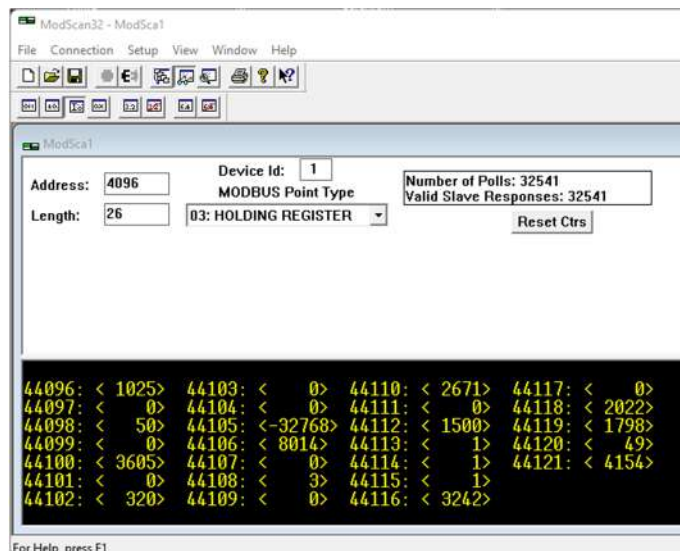 ModScan32 - ModSca1
File Connection Setup View Window Help
ModSca1
Address: 4096
Device Id: 1
MODBUS Point Type
Length: 26
03: HOLDING REGISTER
Number of Polls: 32541
Valid Slave Responses: 32541
Reset Ctrs
44096: < 1025> 44103: < 0> 44110: < 2671> 44117: < 0>
44097: < 0> 44104: < 0> 44111: < 0> 44118: < 2022>
44098: < 50> 44105: <-32768> 44112: < 1500> 44119: < 1798>
44099: < 0> 44106: < 8014> 44113: < 1> 44120: < 49>
44100: < 3605> 44107: < 0> 44114: < 1> 44121: < 4154>
44101: < 0> 44108: < 3> 44115: < 1>
44102: < 320> 44109: < 0> 44116: < 3242>
For Help, press F1